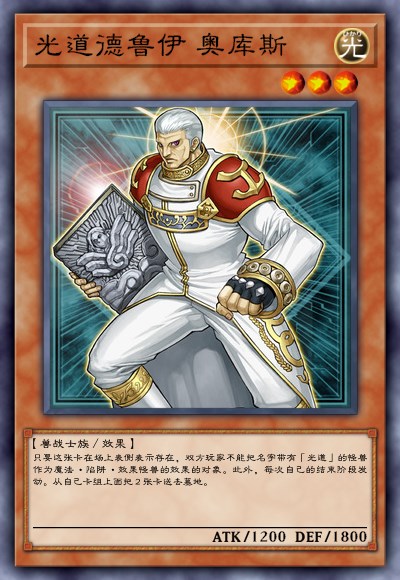 光道德鲁伊 奥库斯
光
ひかり
【兽战士族／效果】
只要这张卡在场上表侧表示存在，双方玩家不能把名字带有「光道」的怪兽
作为魔法·陷阱·效果怪兽的效果的对象。此外，每次自己的结束阶段发
动。从自己卡组上面把２张卡送去墓地。
ATK/1200 DEF/1800